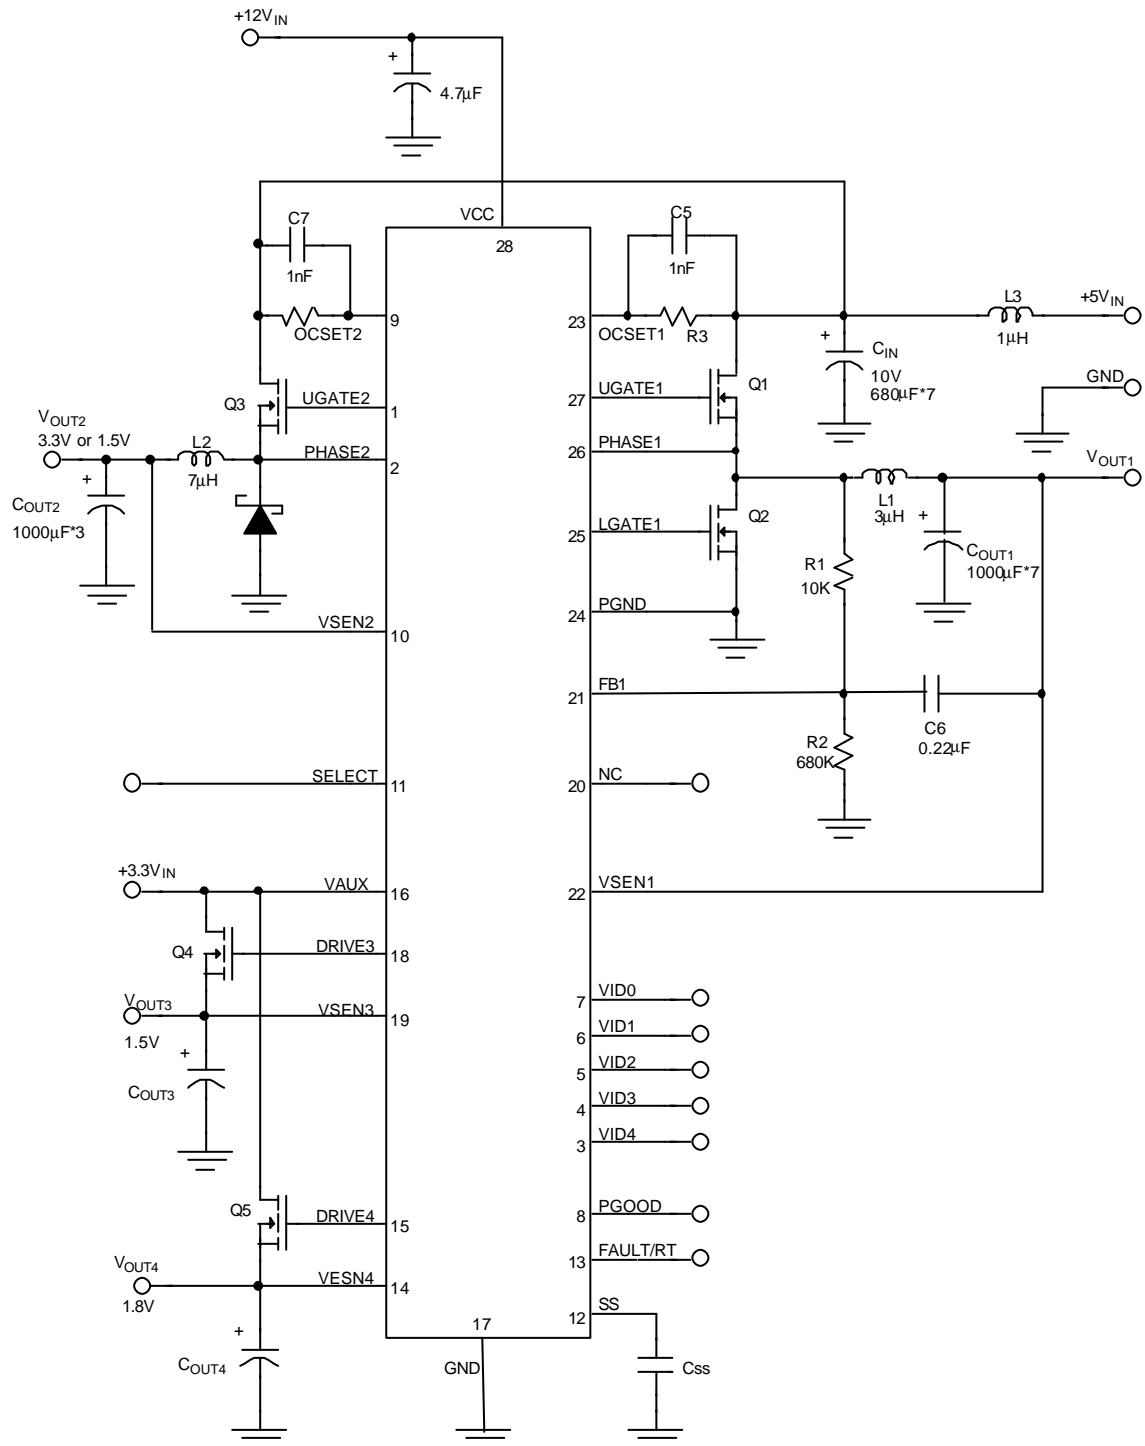 +12VIN
+
4.7µF
VCC
28
C7
1nF
OCSET2
9
C5
1nF
23
OCSET1
R3
L3
1µH
+5VIN
+
CIN
10V
680µF*7
GND
Q3
UGATE2
1
27
UGATE1
Q1
VOUT2
3.3V or 1.5V
L2
7µH
PHASE2
2
26
PHASE1
VOUT1
+
COUT2
1000µF*3
25
LGATE1
Q2
L1
3µH
+
COUT1
1000µF*7
R1
10K
24
PGND
VSEN2
10
21
FB1
C6
0.22µF
R2
680K
SELECT
11
20
NC
+3.3VIN
VAUX
16
22
VSEN1
Q4
DRIVE3
18
VOUT3
1.5V
VSEN3
19
+
COUT3
7
VID0
6
VID1
5
VID2
4
VID3
3
VID4
Q5
DRIVE4
15
8
PGOOD
13
FAULT/RT
VOUT4
1.8V
VESN4
14
12
SS
+
COUT4
17
GND
Css